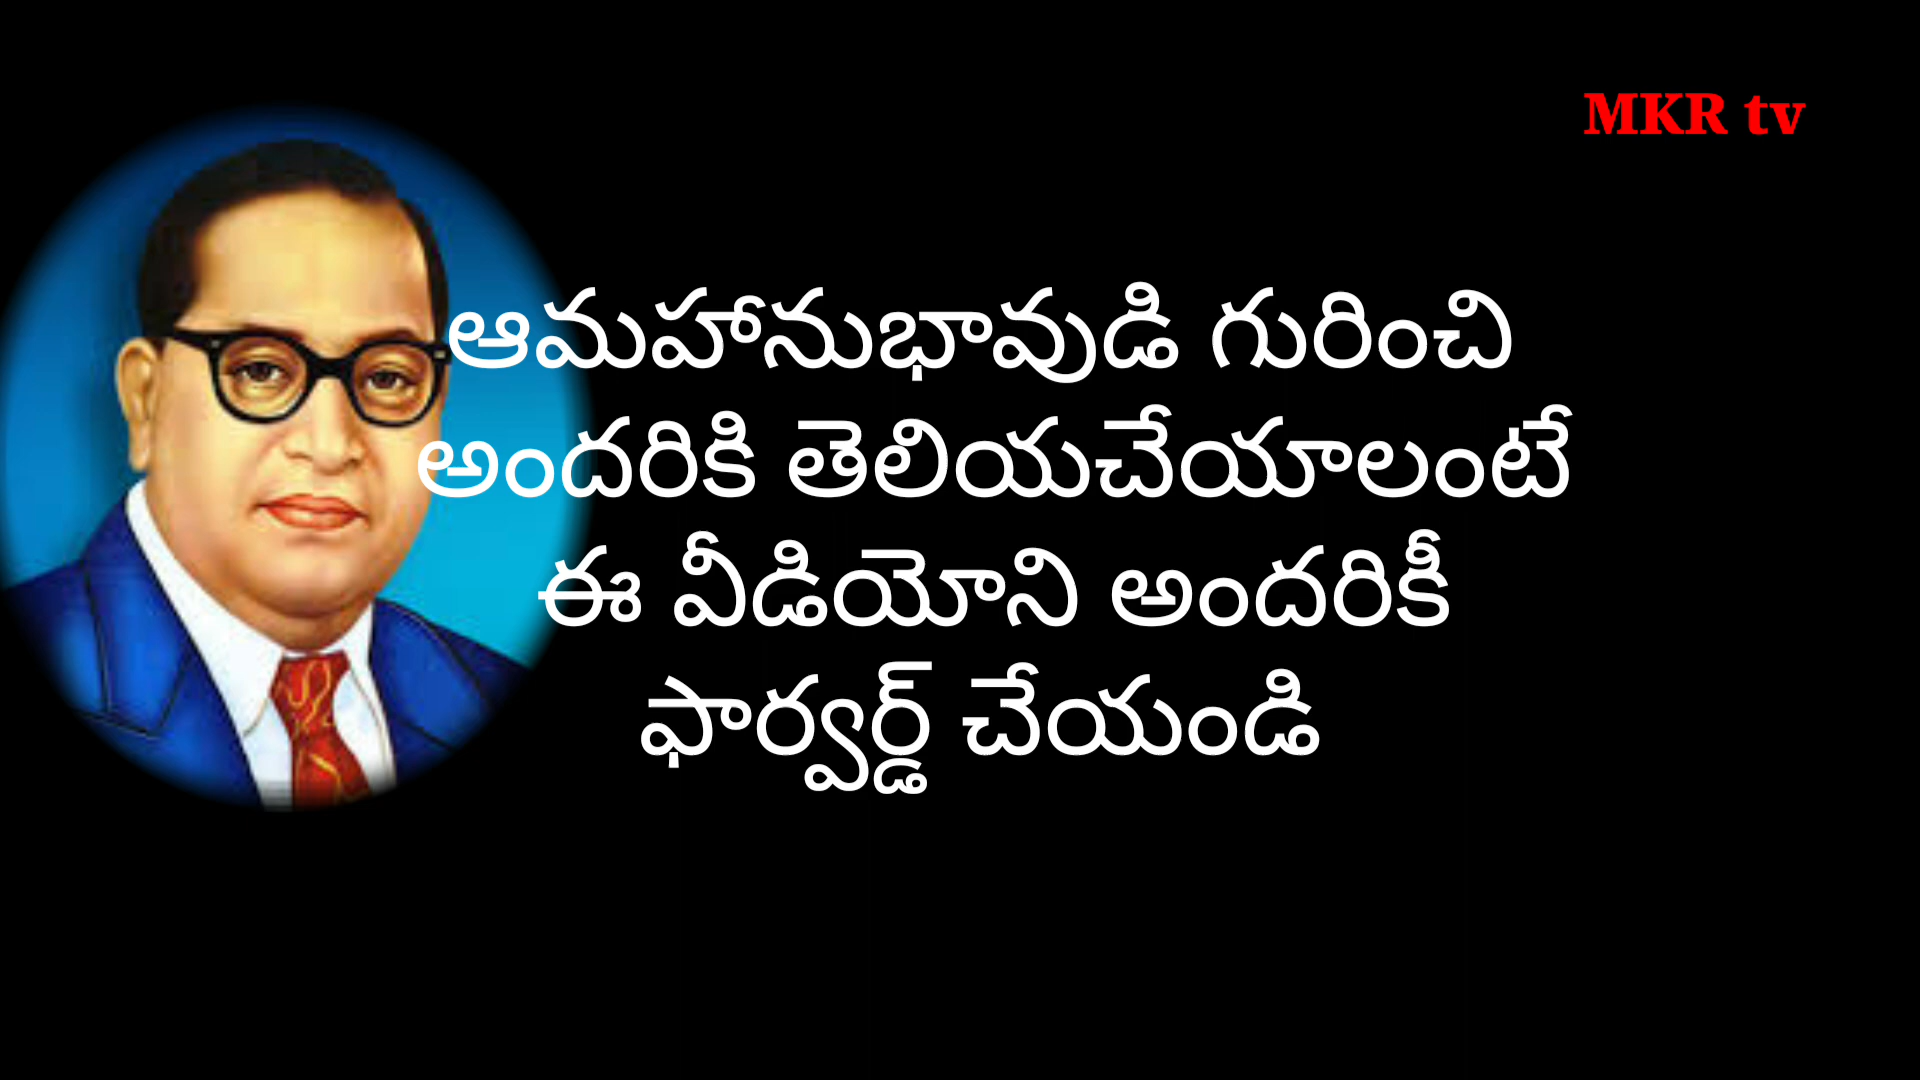 MKR tv
ఆమహానుభావుడి గురించి
అందరికి తెలియచేయాలంటే
ఈ వీడియోని అందరికీ
ఫార్వర్డ్ చేయండి